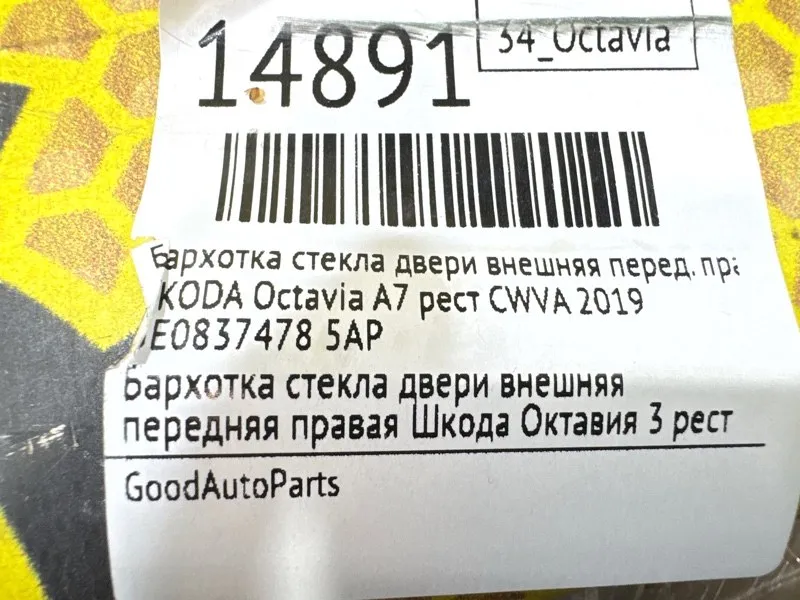 14891
34_Octavia
Бархотка стекла двери внешняя перед. пра
KODA Octavia A7 рест CWVA 2019
E0837478 5AP
Бархотка стекла двери внешняя
передняя правая Шкода Октавия 3 рест
GoodAutoParts